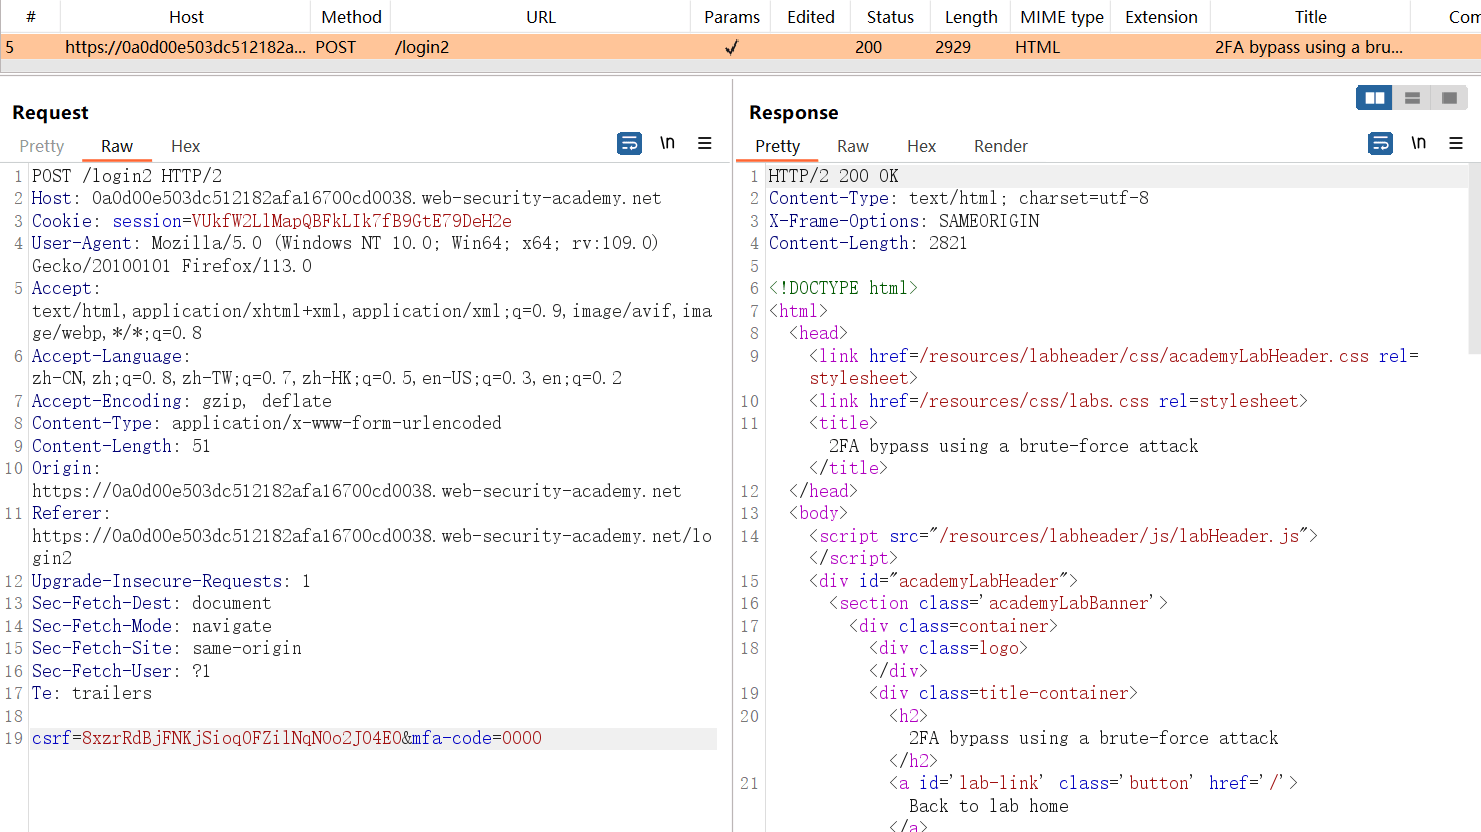 # Host Method URL Params Edited Status Length MIME type Extension Title Com
5 https://0a0d00e503dc512182a... POST /login2 ✓ 200 2929 HTML 2FA bypass using a bru...
Request
Pretty Raw Hex \n
1 POST /login2 HTTP/2
2 Host: 0a0d00e503dc512182afa16700cd0038.web-security-academy.net
3 Cookie: session=VUkfW2LlMapQBFkLIk7fB9GtE79DeH2e
4 User-Agent: Mozilla/5.0 (Windows NT 10.0; Win64; x64; rv:109.0)
Gecko/20100101 Firefox/113.0
5 Accept:
text/html,application/xhtml+xml,application/xml;q=0.9,image/avif,ima
ge/webp,*/*;q=0.8
6 Accept-Language:
zh-CN,zh;q=0.8,zh-TW;q=0.7,zh-HK;q=0.5,en-US;q=0.3,en;q=0.2
7 Accept-Encoding: gzip, deflate
8 Content-Type: application/x-www-form-urlencoded
9 Content-Length: 51
10 Origin:
https://0a0d00e503dc512182afa16700cd0038.web-security-academy.net
11 Referer:
https://0a0d00e503dc512182afa16700cd0038.web-security-academy.net/lo
gin2
12 Upgrade-Insecure-Requests: 1
13 Sec-Fetch-Dest: document
14 Sec-Fetch-Mode: navigate
15 Sec-Fetch-Site: same-origin
16 Sec-Fetch-User: ?1
17 Te: trailers
18
19 csrf=8xzrRdBjFNKjSioqOFZilNqNOo2JO4EO&mfa-code=0000
Response
Pretty Raw Hex Render \n
1 HTTP/2 200 OK
2 Content-Type: text/html; charset=utf-8
3 X-Frame-Options: SAMEORIGIN
4 Content-Length: 2821
5
6 <!DOCTYPE html>
7 <html>
8 <head>
9 <link href=/resources/labheader/css/academyLabHeader.css rel=
stylesheet>
10 <link href=/resources/css/labs.css rel=stylesheet>
11 <title>
2FA bypass using a brute-force attack
</title>
12 </head>
13 <body>
14 <script src="/resources/labheader/js/labHeader.js">
</script>
15 <div id="academyLabHeader">
16 <section class='academyLabBanner'>
17 <div class=container>
18 <div class=logo>
</div>
19 <div class=title-container>
20 <h2>
2FA bypass using a brute-force attack
</h2>
21 <a id='lab-link' class='button' href='/'>
Back to lab home
</a>